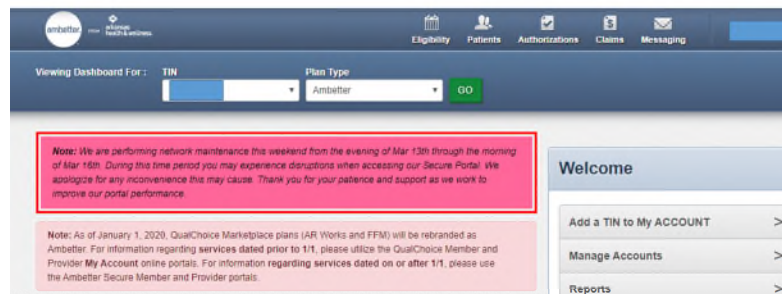 ambetter.
FROM
arkansas
health & wellness.
Eligibility
Patients
Authorizations
Claims
Messaging
Viewing Dashboard For :
TIN
Plan Type
Ambetter
GO
Note: We are performing network maintenance this weekend from the evening of Mar 13th through the morning
of Mar 16th. During this time period you may experience disruptions when accessing our Secure Portal. We
apologize for any inconvenience this may cause. Thank you for your patience and support as we work to
improve our portal performance.
Note: As of January 1, 2020, QualChoice Marketplace plans (AR Works and FFM) will be rebranded as
Ambetter. For information regarding services dated prior to 1/1, please utilize the QualChoice Member and
Provider My Account online portals. For information regarding services dated on or after 1/1, please use
the Ambetter Secure Member and Provider portals.
Welcome
Add a TIN to My ACCOUNT
Manage Accounts
Reports